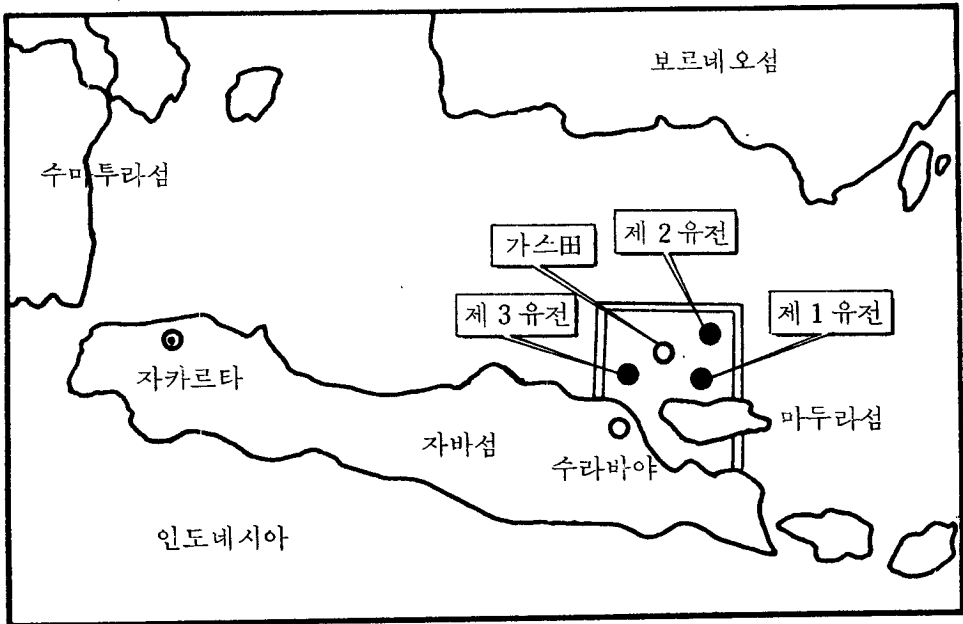 보르네오섬
수마투라섬
제 2 유전
가스田
제 3 유전
제 1 유전
자카르타
마두라섬
자바섬
수라바야
인도네시아